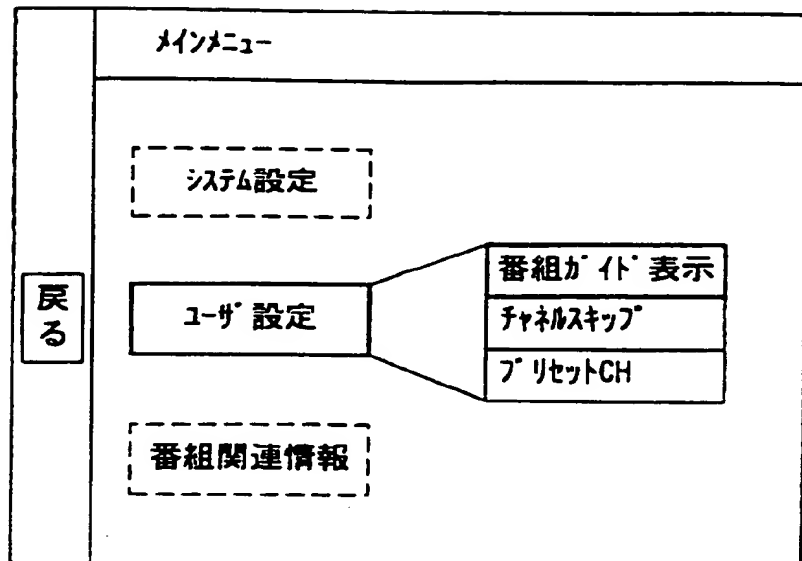 メインメニュー
システム設定
戻る
ユーザ設定
番組ガイド表示
チャネルスキップ
プリセットCH
番組関連情報